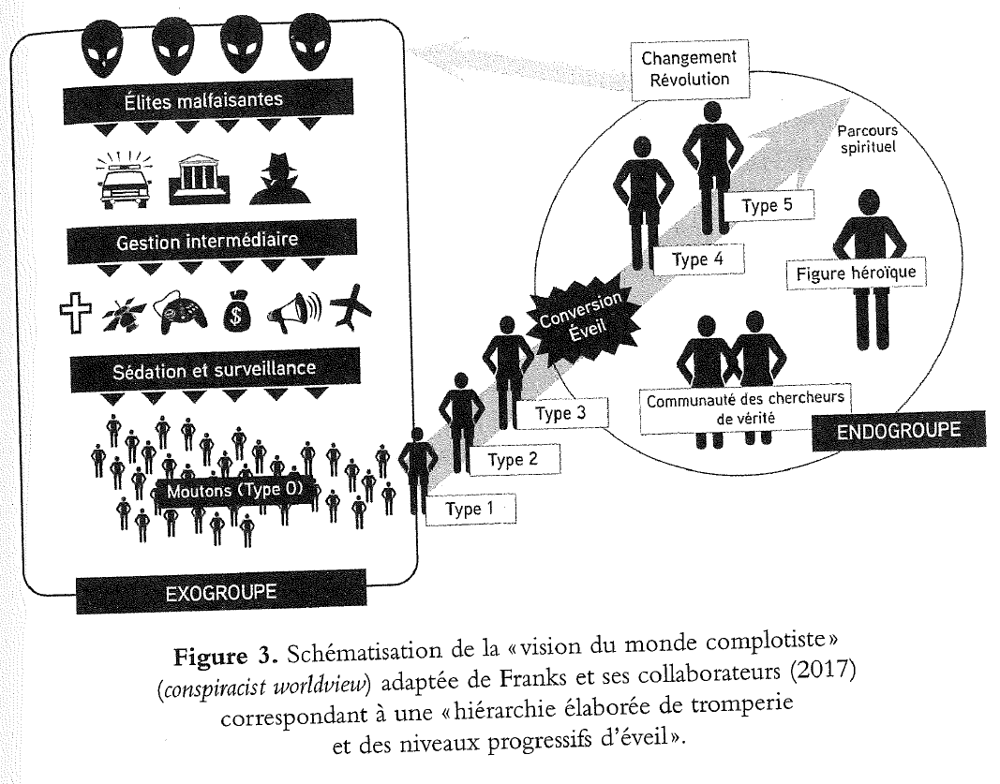 Élites malfaisantes
Gestion intermédiaire
$
Sédation et surveillance
Moutons (Type 0)
EXOGROUPE
Type 1
Type 2
Type 3
Conversion
Éveil
Type 4
Type 5
Changement
Révolution
Parcours
spirituel
Figure héroïque
Communauté des chercheurs
de vérité
ENDOGROUPE
Figure 3. Schématisation de la «vision du monde complotiste»
(conspiracist worldview) adaptée de Franks et ses collaborateurs (2017)
correspondant à une «hiérarchie élaborée de tromperie
et des niveaux progressifs d'éveil».